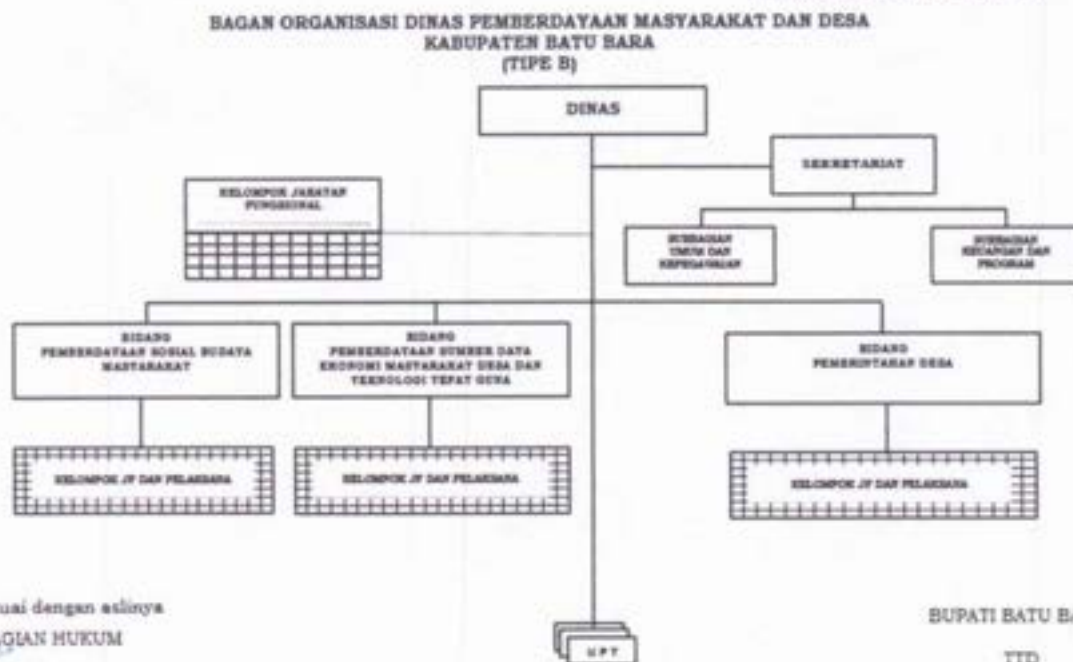 BAGAN ORGANISASI DINAS PEMBERDAYAAN MASYARAKAT DAN DESA
KABUPATEN BATU BARA
(TIPE B)
DINAS
SEKRETARIAT
KELOMPOK JABATAN
FUNGSIONAL
SUBBAGIAN
UMUM DAN
KEPEGAWAIAN
SUBBAGIAN
KEUANGAN DAN
PROGRAM
BIDANG
PEMBERDAYAAN SOSIAL BUDAYA
MASYARAKAT
BIDANG
PEMBERDAYAAN SUMBER DAYA
EKONOMI MASYARAKAT DESA DAN
TEKNOLOGI TEPAT GUNA
BIDANG
PEMERINTAHAN DESA
KELOMPOK JF DAN PELAKSANA
KELOMPOK JF DAN PELAKSANA
KELOMPOK JF DAN PELAKSANA
uai dengan aslinya
AGIAN HUKUM
UPT
BUPATI BATU BA
TTD